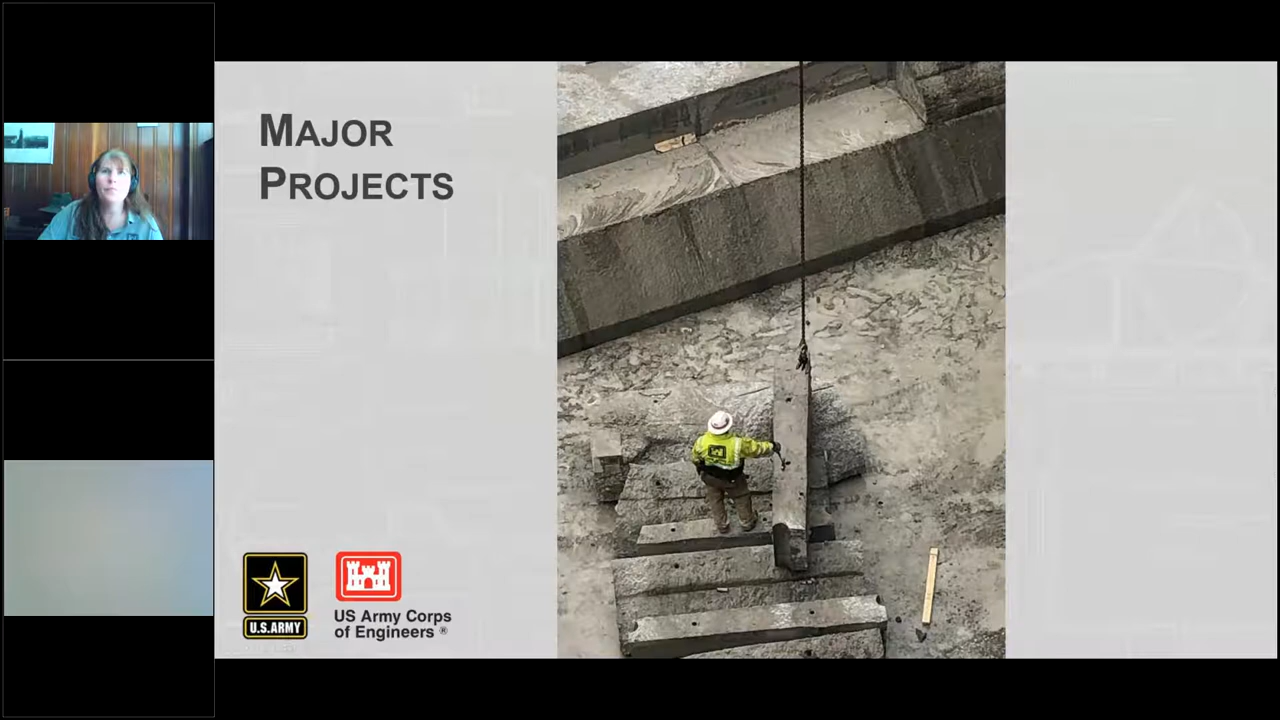 MAJOR
PROJECTS
U.S.ARMY
US Army Corps
of Engineers ®